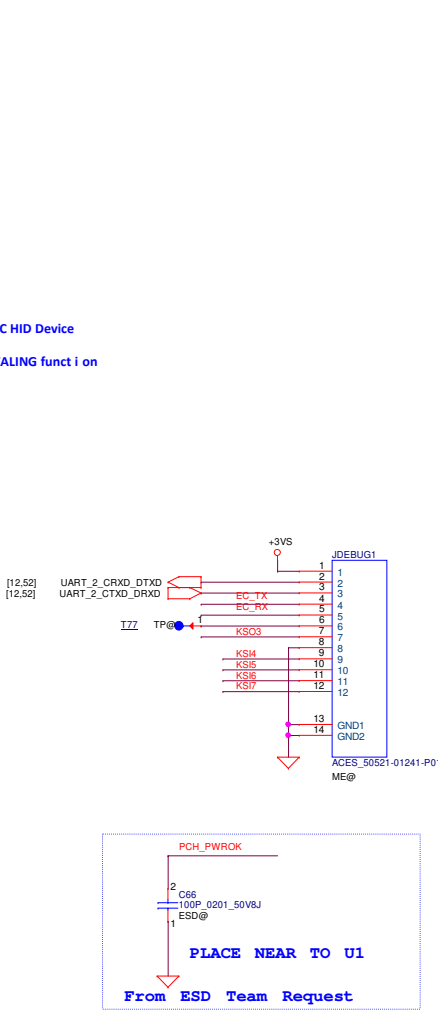 C HID Device
ALING funct i on
+3VS
JDEBUG1
1 1
[12,52] UART_2_CRXD_DTXD 2 2
[12,52] UART_2_CTXD_DRXD 3 3
EC_TX 4 4
EC_RX 5 5
T77 TP@ 1 6 6
KSO3 7 7
8 8
KSI4 9 9
KSI5 10 10
KSI6 11 11
KSI7 12 12
13 GND1
14 GND2
ACES_50521-01241-P01
ME@
PCH_PWROK
2
C66
100P_0201_50V8J
ESD@
1
PLACE NEAR TO U1
From ESD Team Request